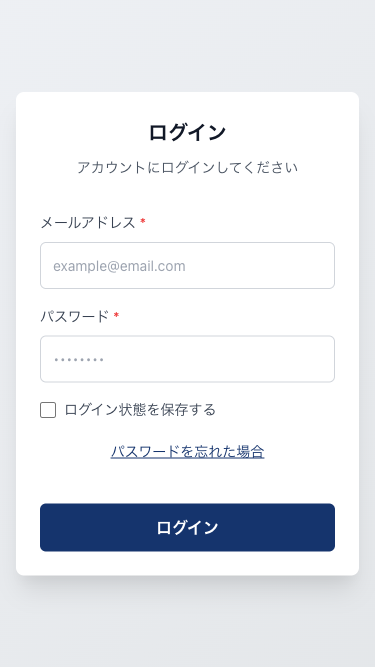 ログイン
アカウントにログインしてください
メールアドレス *
example@email.com
パスワード *
••••••••
ログイン状態を保存する
パスワードを忘れた場合
ログイン